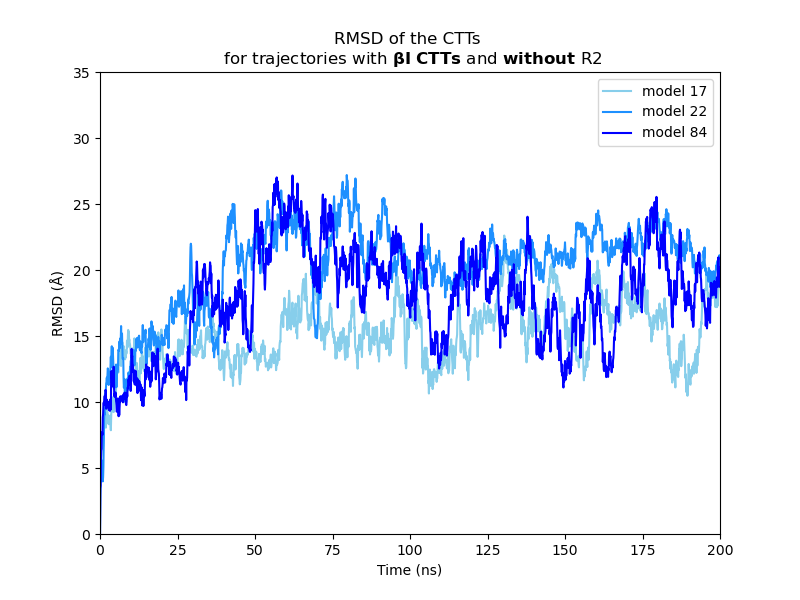 RMSD of the CTTs
for trajectories with βI CTTs and without R2
35
30
25
20
15
10
5
0
RMSD (Å)
model 17
model 22
model 84
0 25 50 75 100 125 150 175 200
Time (ns)